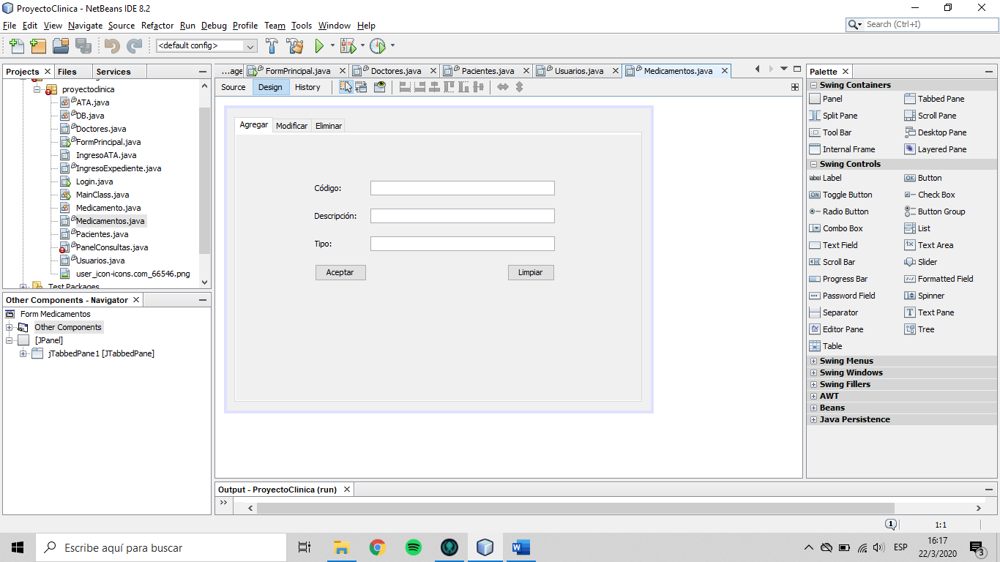 ProyectoClinica - NetBeans IDE 8.2
File Edit View Navigate Source Refactor Run Debug Profile Team Tools Window Help
Search (Ctrl+I)
<default config>
Projects Files Services
proyectoclinica
ATA.java
DB.java
Doctores.java
FormPrincipal.java
IngresoATA.java
IngresoExpediente.java
Login.java
MainClass.java
Medicamento.java
Medicamentos.java
Pacientes.java
PanelConsultas.java
Usuarios.java
user_icon-icons.com_66546.png
Test Packages
Other Components - Navigator
Form Medicamentos
Other Components
[JPanel]
jTabbedPane1 [JTabbedPane]
...age FormPrincipal.java Doctores.java Pacientes.java Usuarios.java Medicamentos.java
Source Design History
Agregar Modificar Eliminar
Código:
Descripción:
Tipo:
Aceptar Limpiar
Output - ProyectoClinica (run)
Palette
Swing Containers
Panel Tabbed Pane
Split Pane Scroll Pane
Tool Bar Desktop Pane
Internal Frame Layered Pane
Swing Controls
label Label OK Button
ON Toggle Button Check Box
Radio Button Button Group
Combo Box List
Text Field Text Area
Scroll Bar Slider
Progress Bar Formatted Field
Password Field Spinner
Separator Text Pane
Editor Pane Tree
Table
Swing Menus
Swing Windows
Swing Fillers
AWT
Beans
Java Persistence
1 1:1
Escribe aquí para buscar
ESP
16:17
22/3/2020
3